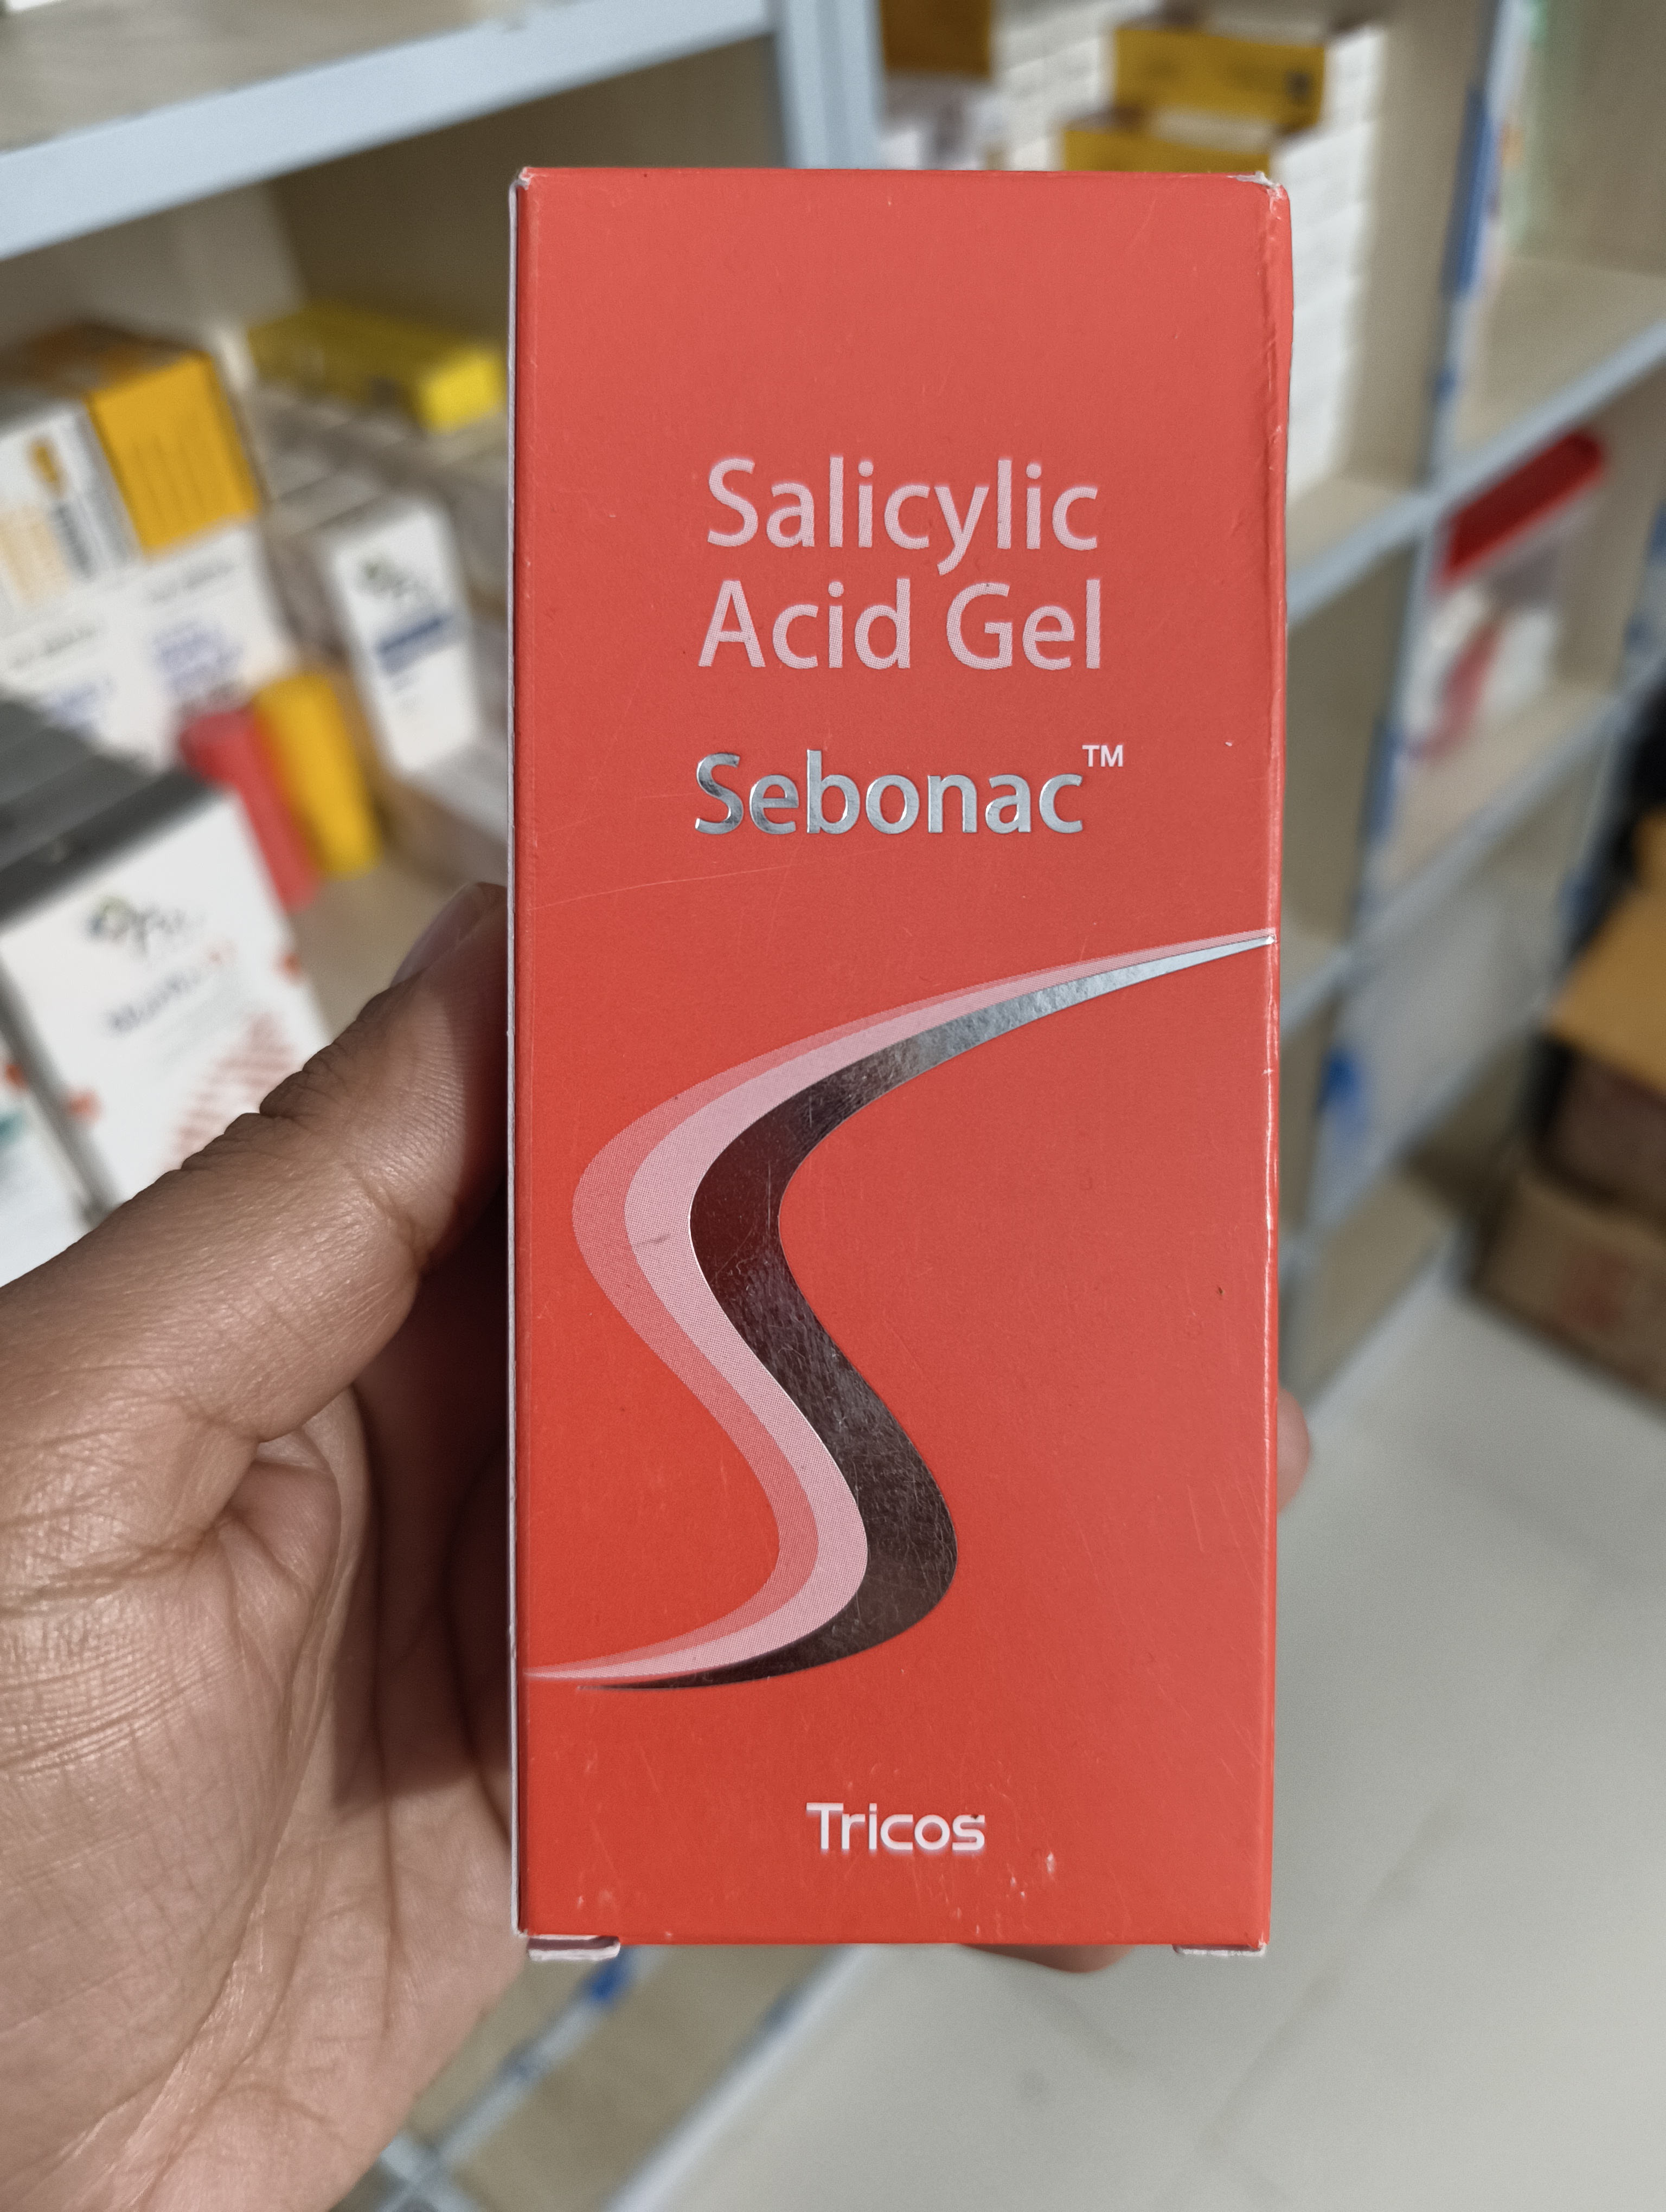 Salicylic
Acid Gel
Sebonac™
Tricos